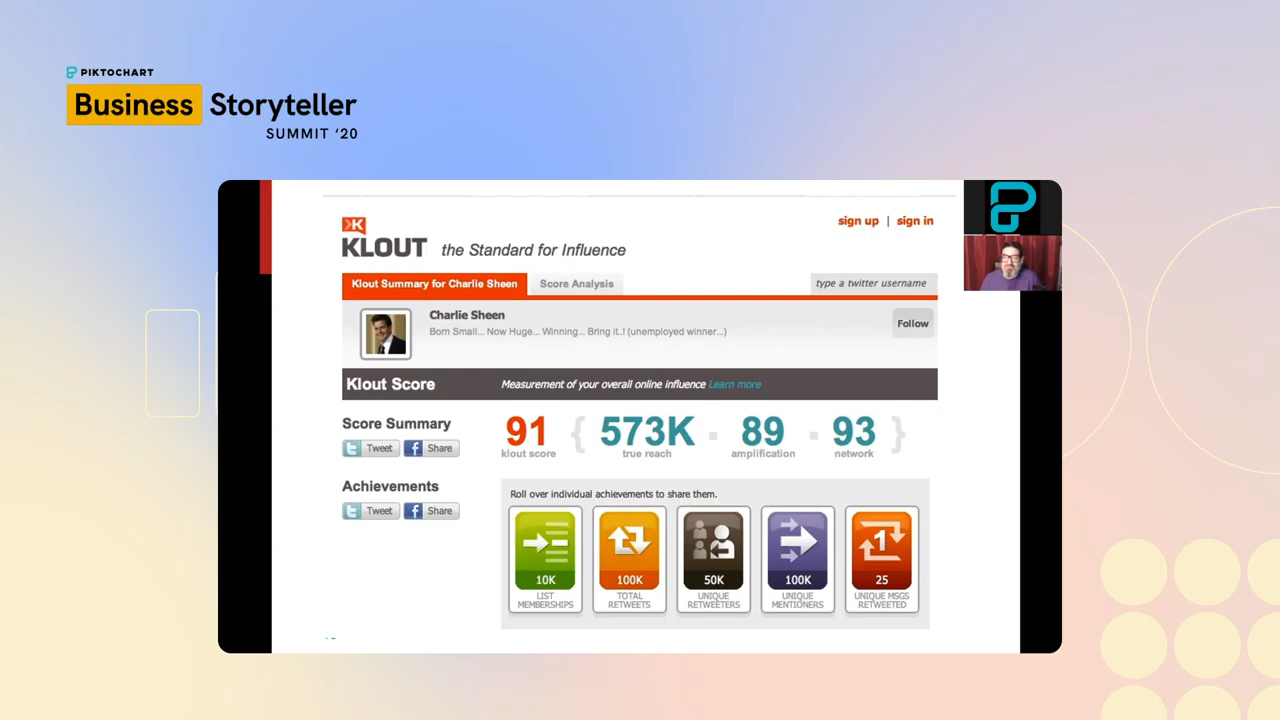 PIKTOCHART
Business Storyteller
SUMMIT '20
sign up | sign in
KLOUT the Standard for Influence
Klout Summary for Charlie Sheen Score Analysis type a twitter username
Charlie Sheen
Born Small... Now Huge... Winning... Bring it..! (unemployed winner...)
Follow
Klout Score Measurement of your overall online influence Learn more
Score Summary
Tweet Share
91 { 573K 89 93 }
klout score true reach amplification network
Achievements
Tweet Share
Roll over individual achievements to share them.
10K 100K 50K 100K 1 25
LIST TOTAL UNIQUE UNIQUE UNIQUE MSGS
MEMBERSHIPS RETWEETS RETWEETERS MENTIONERS RETWEETED